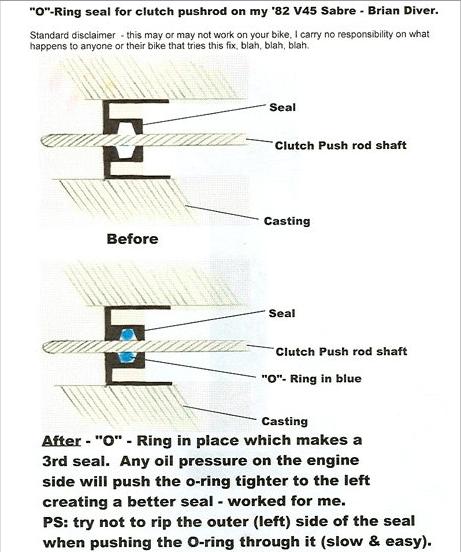 "O"-Ring seal for clutch pushrod on my '82 V45 Sabre - Brian Diver.
Standard disclaimer - this may or may not work on your bike, I carry no responsibility on what
happens to anyone or their bike that tries this fix, blah, blah, blah.
Seal
Clutch Push rod shaft
Casting
Before
Seal
Clutch Push rod shaft
"O"- Ring in blue
Casting
After - "O" - Ring in place which makes a
3rd seal. Any oil pressure on the engine
side will push the o-ring tighter to the left
creating a better seal - worked for me.
PS: try not to rip the outer (left) side of the seal
when pushing the O-ring through it (slow & easy).